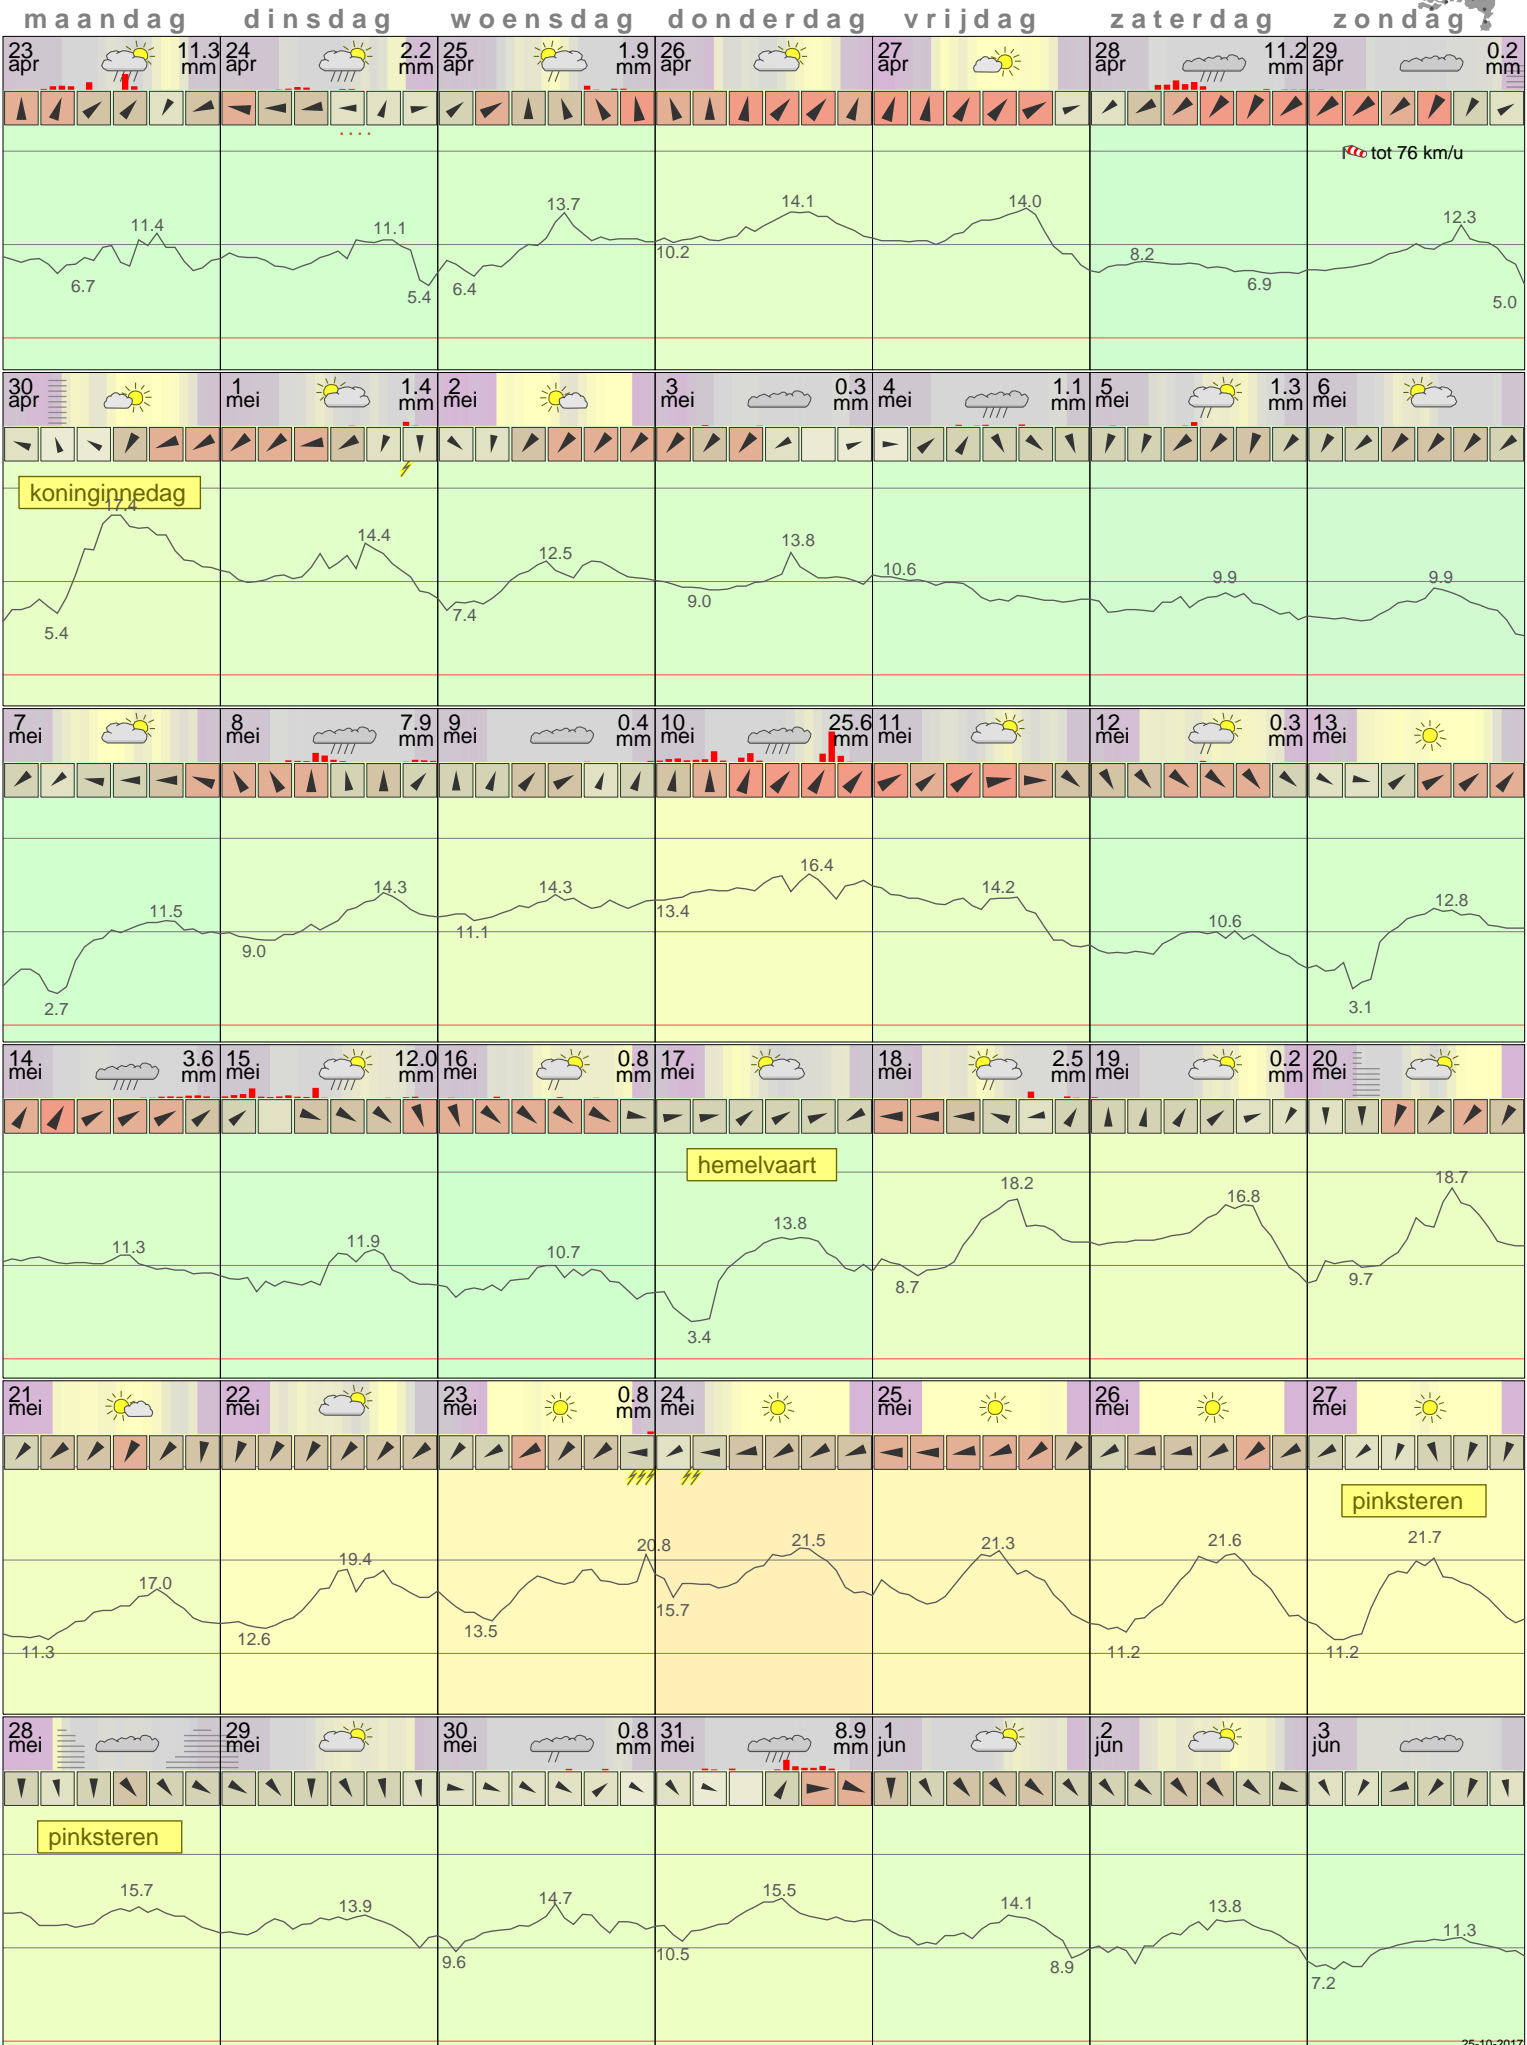 maandag dinsdag woensdag donderdag vrijdag zaterdag zondag
23 11.3 24 2.2 25 1.9 26 27 28 11.2 29 0.2
apr mm apr mm apr mm apr apr apr mm apr mm
tot 76 km/u
11.4 11.1 13.7 14.1 14.0 12.3
6.7 5.4 6.4 10.2 8.2 6.9 5.0
30 1 1.4 2 3 0.3 4 1.1 5 1.3 6
apr mei mm mei mei mm mei mm mei mm mei
koninginnedag
17.4 14.4 12.5 13.8 10.6 9.9 9.9
5.4 7.4 9.0
7 8 7.9 9 0.4 10 25.6 11 12 0.3 13
mei mei mm mei mm mei mm mei mei mm mei
11.5 14.3 14.3 16.4 14.2 10.6 12.8
2.7 9.0 11.1 13.4 3.1
14 3.6 15 12.0 16 0.8 17 18 2.5 19 0.2 20
mei mm mei mm mei mm mei mei mm mei mm mei
hemelvaart
11.3 11.9 10.7 13.8 18.2 16.8 18.7
3.4 8.7 9.7
21 22 23 0.8 24 25 26 27
mei mei mei mm mei mei mei mei
pinksteren
17.0 19.4 20.8 21.5 21.3 21.6 21.7
11.3 12.6 13.5 15.7 11.2 11.2
28 29 30 0.8 31 8.9 1 2 3
mei mei mei mm mei mm jun jun jun
pinksteren
15.7 13.9 14.7 15.5 14.1 13.8 11.3
9.6 10.5 8.9 7.2
25-10-2017